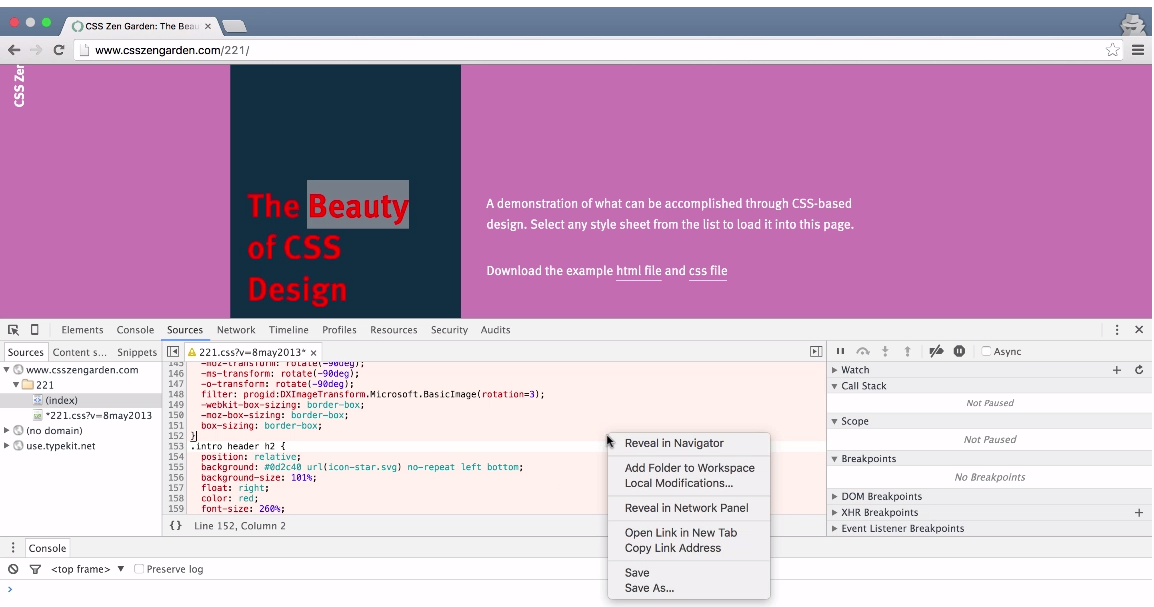 CSS Zen Garden: The Beau ×
www.csszengarden.com/221/
CSS Zen
The Beauty
of CSS
Design
A demonstration of what can be accomplished through CSS-based
design. Select any style sheet from the list to load it into this page.
Download the example html file and css file
Elements Console Sources Network Timeline Profiles Resources Security Audits
Sources Content s... Snippets
221.css?v=8may2013* ×
Async
www.csszengarden.com
221
(index)
*221.css?v=8may2013
(no domain)
use.typekit.net
145 -moz-transform: rotate(-90deg);
146 -ms-transform: rotate(-90deg);
147 -o-transform: rotate(-90deg);
148 filter: progid:DXImageTransform.Microsoft.BasicImage(rotation=3);
149 -webkit-box-sizing: border-box;
150 -moz-box-sizing: border-box;
151 box-sizing: border-box;
152 }
153 .intro header h2 {
154 position: relative;
155 background: #0d2c40 url(icon-star.svg) no-repeat left bottom;
156 background-size: 101%;
157 float: right;
158 color: red;
159 font-size: 260%;
{} Line 152, Column 2
Reveal in Navigator
Add Folder to Workspace
Local Modifications...
Reveal in Network Panel
Open Link in New Tab
Copy Link Address
Save
Save As...
Watch
Call Stack
Not Paused
Scope
Not Paused
Breakpoints
No Breakpoints
DOM Breakpoints
XHR Breakpoints
Event Listener Breakpoints
Console
<top frame> ▼ Preserve log